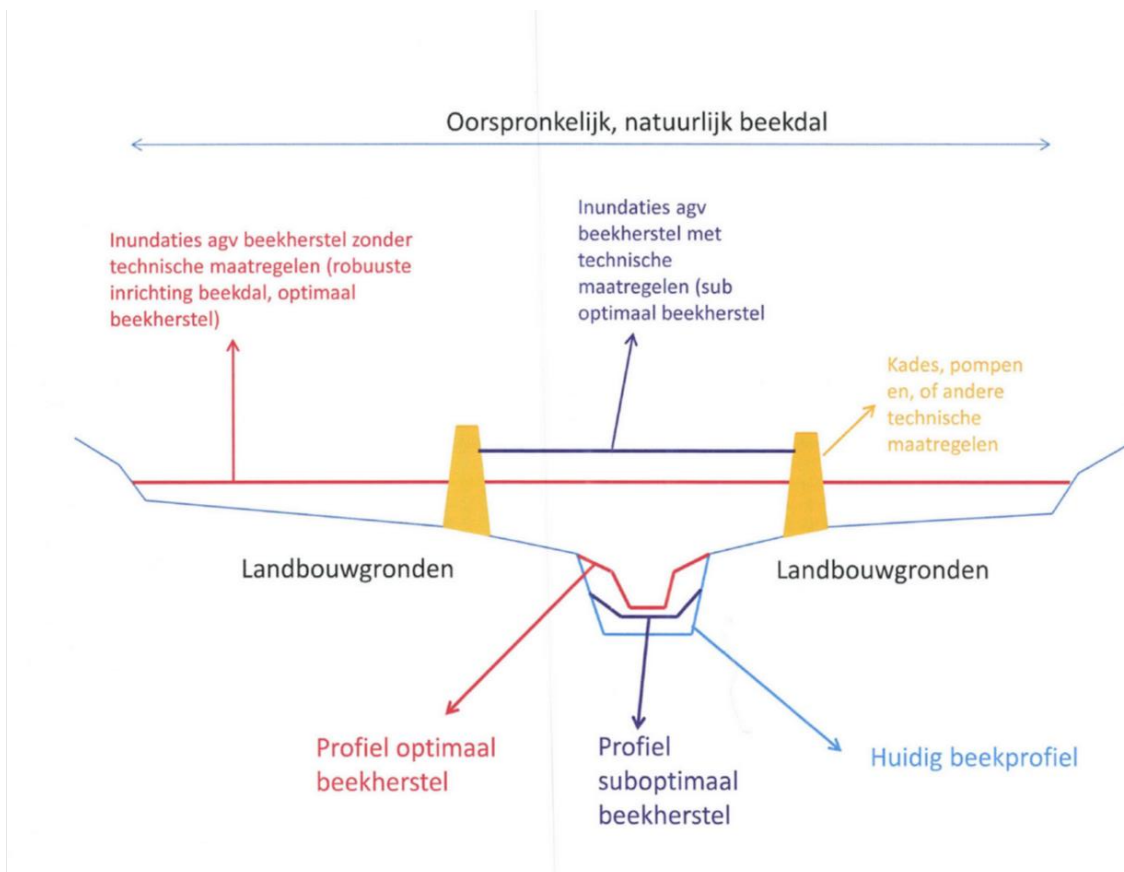 Oorspronkelijk, natuurlijk beekdal
Inundaties agv beekherstel zonder
technische maatregelen (robuuste
inrichting beekdal, optimaal
beekherstel)
Inundaties agv
beekherstel met
technische
maatregelen (sub
optimaal beekherstel
Kades, pompen
en, of andere
technische
maatregelen
Landbouwgronden
Landbouwgronden
Profiel optimaal
beekherstel
Profiel
suboptimaal
beekherstel
Huidig beekprofiel